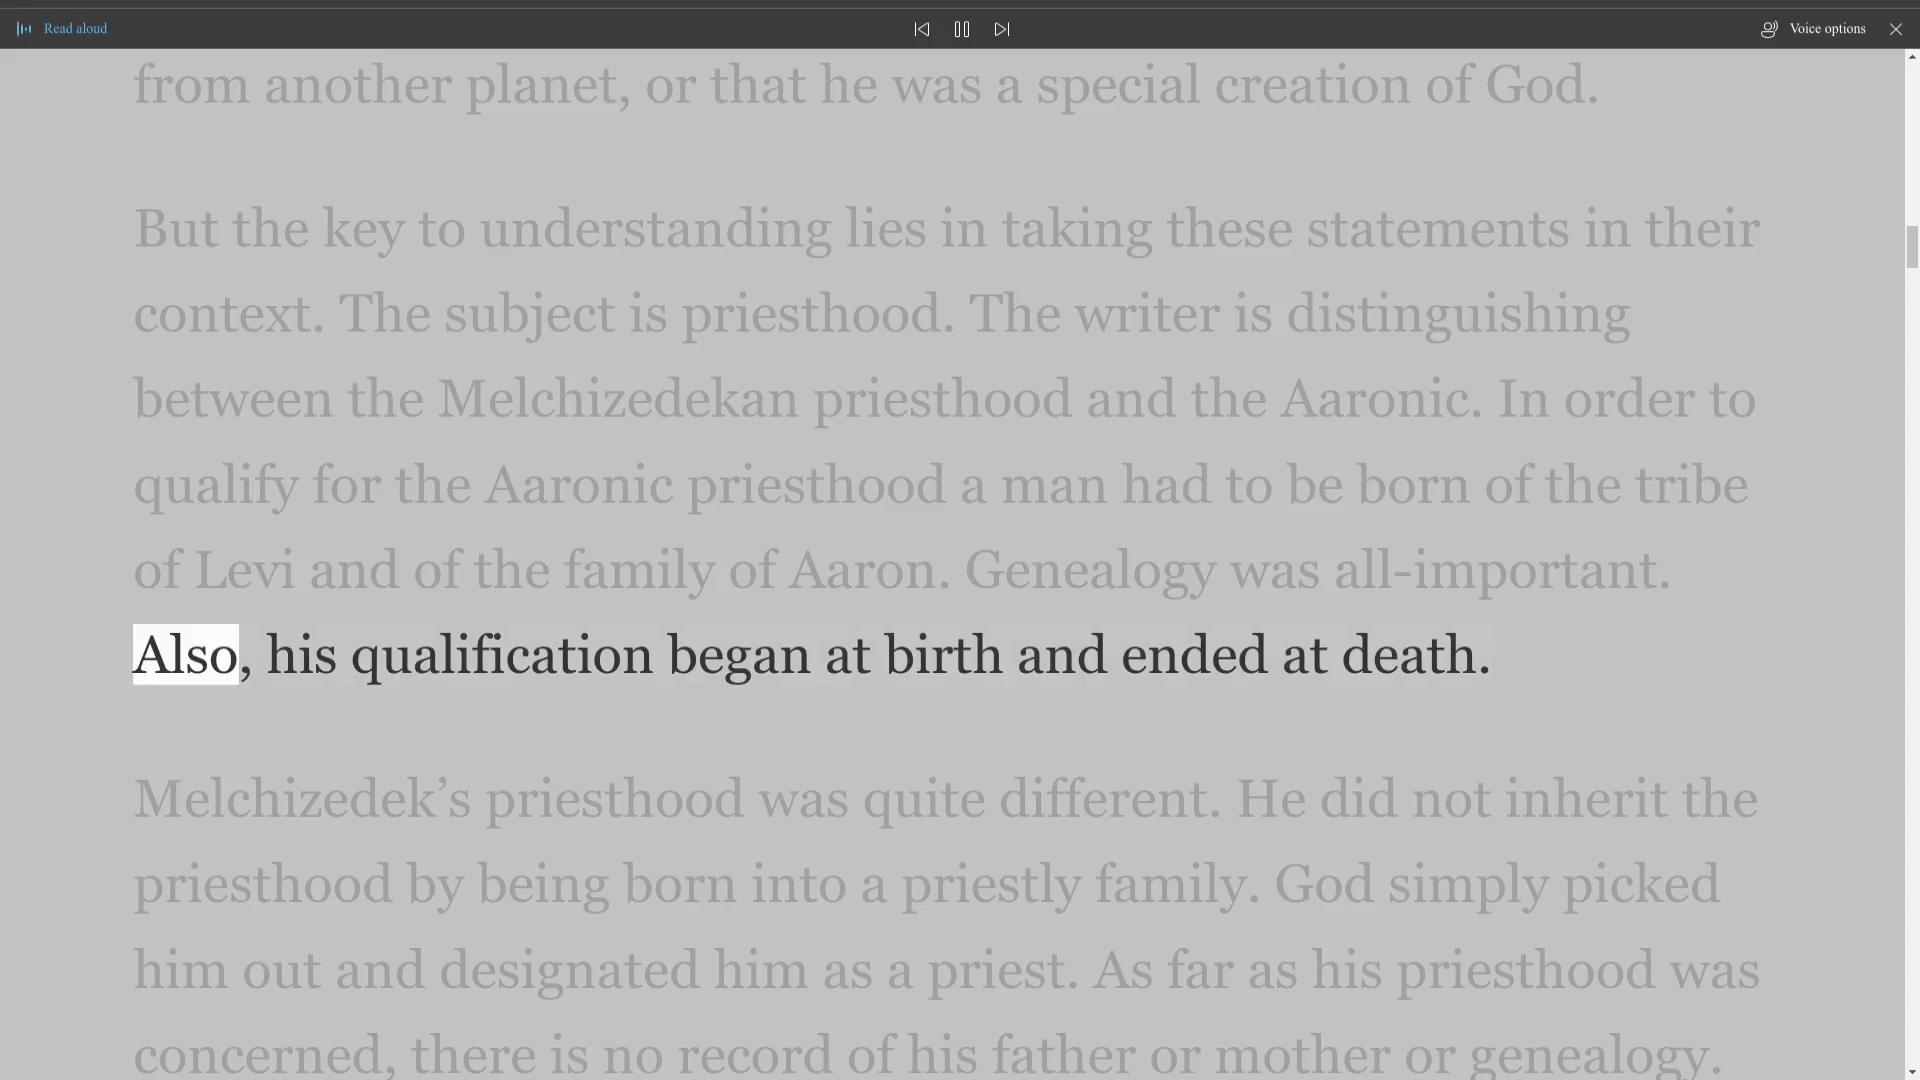 Read aloud
Voice options
from another planet, or that he was a special creation of God.
But the key to understanding lies in taking these statements in their
context. The subject is priesthood. The writer is distinguishing
between the Melchizedekan priesthood and the Aaronic. In order to
qualify for the Aaronic priesthood a man had to be born of the tribe
of Levi and of the family of Aaron. Genealogy was all-important.
Also, his qualification began at birth and ended at death.
Melchizedek’s priesthood was quite different. He did not inherit the
priesthood by being born into a priestly family. God simply picked
him out and designated him as a priest. As far as his priesthood was
concerned, there is no record of his father or mother or genealogy.